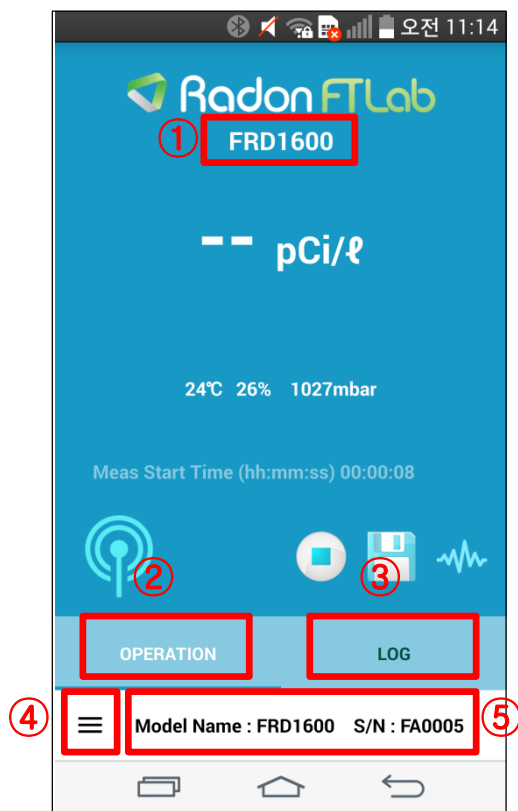 오전 11:14
Radon FTLab
① FRD1600
-- pCi/ℓ
24℃ 26% 1027mbar
Meas Start Time (hh:mm:ss) 00:00:08
② ③
OPERATION LOG
④ Model Name : FRD1600 S/N : FA0005 ⑤